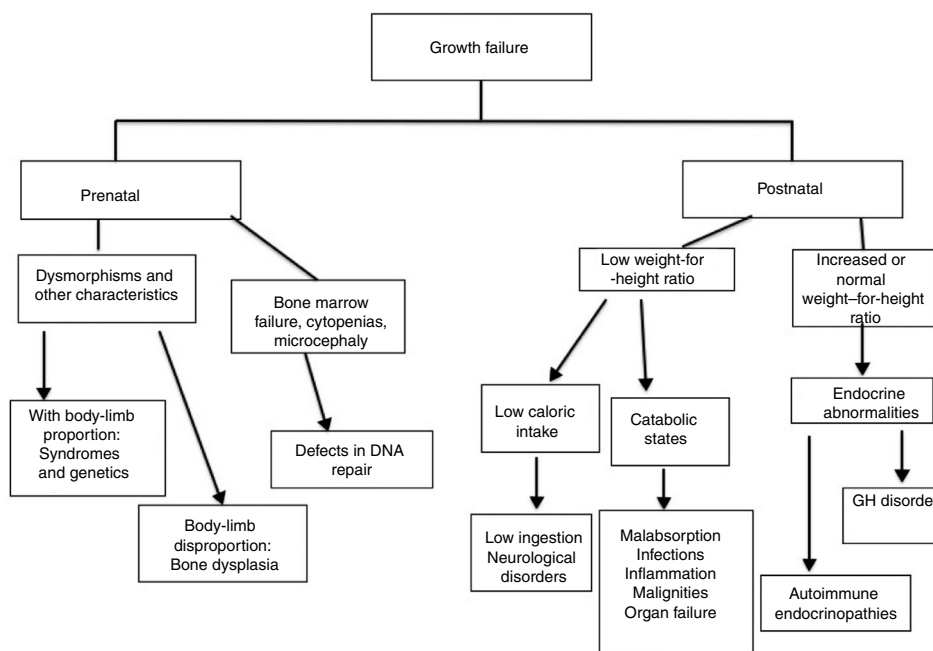 Growth failure
Prenatal
Postnatal
Dysmorphisms and
other characteristics
Bone marrow
failure, cytopenias,
microcephaly
Low weight-for
-height ratio
Increased or
normal
weight–for-height
ratio
With body-limb
proportion:
Syndromes
and genetics
Defects in DNA
repair
Low caloric
intake
Catabolic
states
Endocrine
abnormalities
Body-limb
disproportion:
Bone dysplasia
Low ingestion
Neurological
disorders
Malabsorption
Infections
Inflammation
Malignities
Organ failure
GH disorde
Autoimmune
endocrinopathies